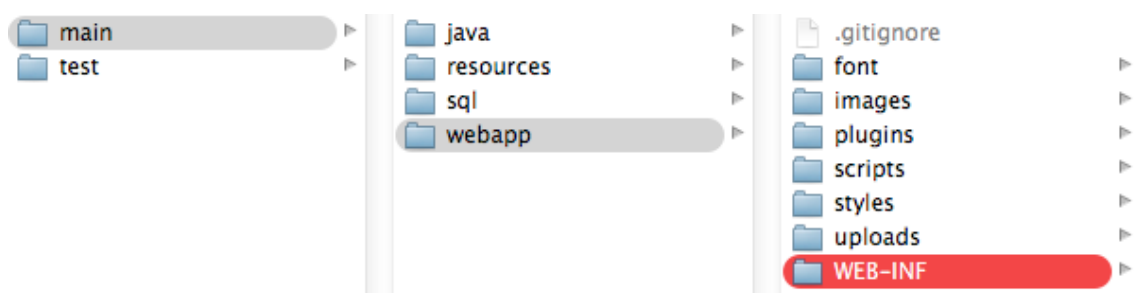 main
test
java
resources
sql
webapp
.gitignore
font
images
plugins
scripts
styles
uploads
WEB-INF